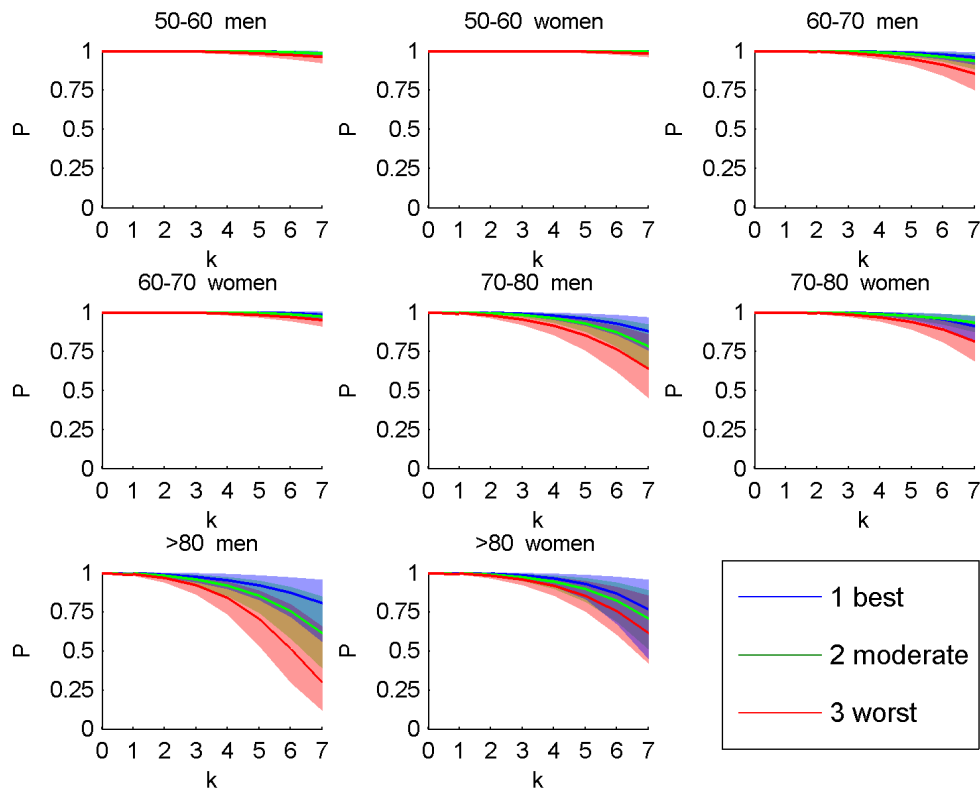 50-60 men
50-60 women
60-70 men
1
0.75
0.5
0.25
0
P
0 1 2 3 4 5 6 7
k
1
0.75
0.5
0.25
0
P
0 1 2 3 4 5 6 7
k
1
0.75
0.5
0.25
0
P
0 1 2 3 4 5 6 7
k
60-70 women
70-80 men
70-80 women
1
0.75
0.5
0.25
0
P
0 1 2 3 4 5 6 7
k
1
0.75
0.5
0.25
0
P
0 1 2 3 4 5 6 7
k
1
0.75
0.5
0.25
0
P
0 1 2 3 4 5 6 7
k
>80 men
>80 women
1
0.75
0.5
0.25
0
P
0 1 2 3 4 5 6 7
k
1
0.75
0.5
0.25
0
P
0 1 2 3 4 5 6 7
k
1 best
2 moderate
3 worst